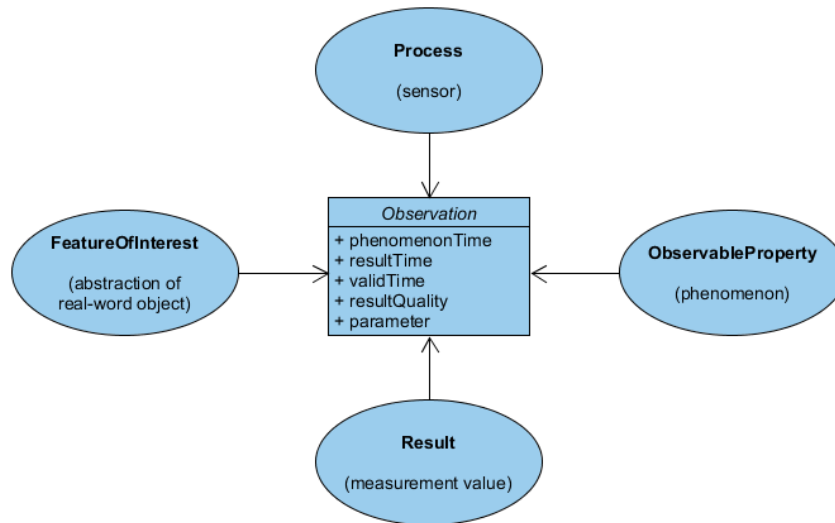 Process
(sensor)
Observation
+ phenomenonTime
+ resultTime
+ validTime
+ resultQuality
+ parameter
FeatureOfInterest
(abstraction of
real-word object)
ObservableProperty
(phenomenon)
Result
(measurement value)